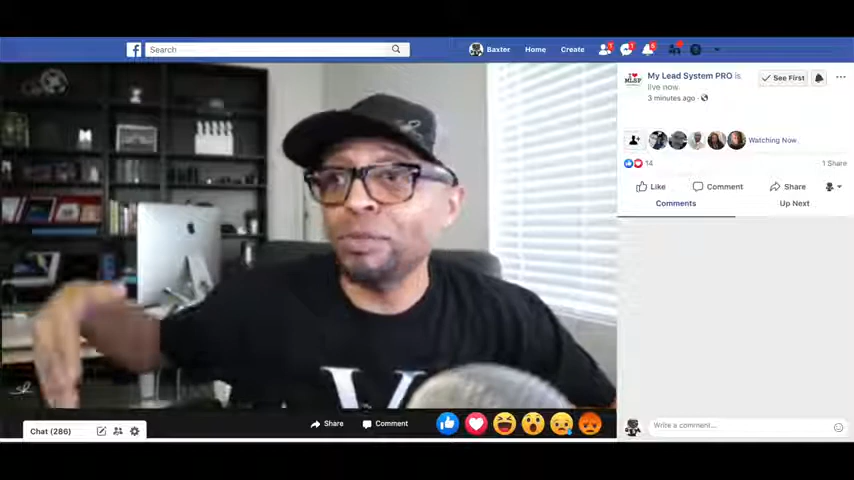 Search
Baxter
Home
Create
My Lead System PRO is
live now.
3 minutes ago
See First
MLSP
Watching Now
14
1 Share
Like
Comment
Share
Comments
Up Next
V
Share
Comment
Chat (286)
Write a comment...